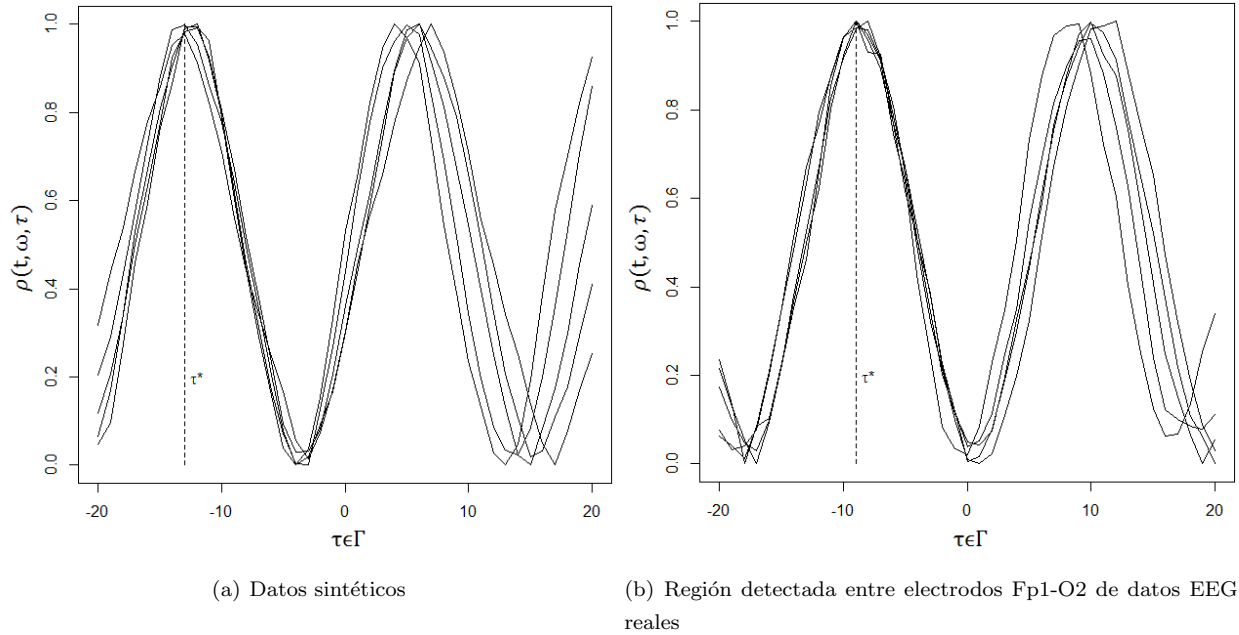 1.0
0.8
0.6
0.4
0.2
0.0
ρ(t, ω, τ)
τ*
-20 -10 0 10 20
τϵΓ
(a) Datos sintéticos
1.0
0.8
0.6
0.4
0.2
0.0
ρ(t, ω, τ)
τ*
-20 -10 0 10 20
τϵΓ
(b) Región detectada entre electrodos Fp1-O2 de datos EEG
reales